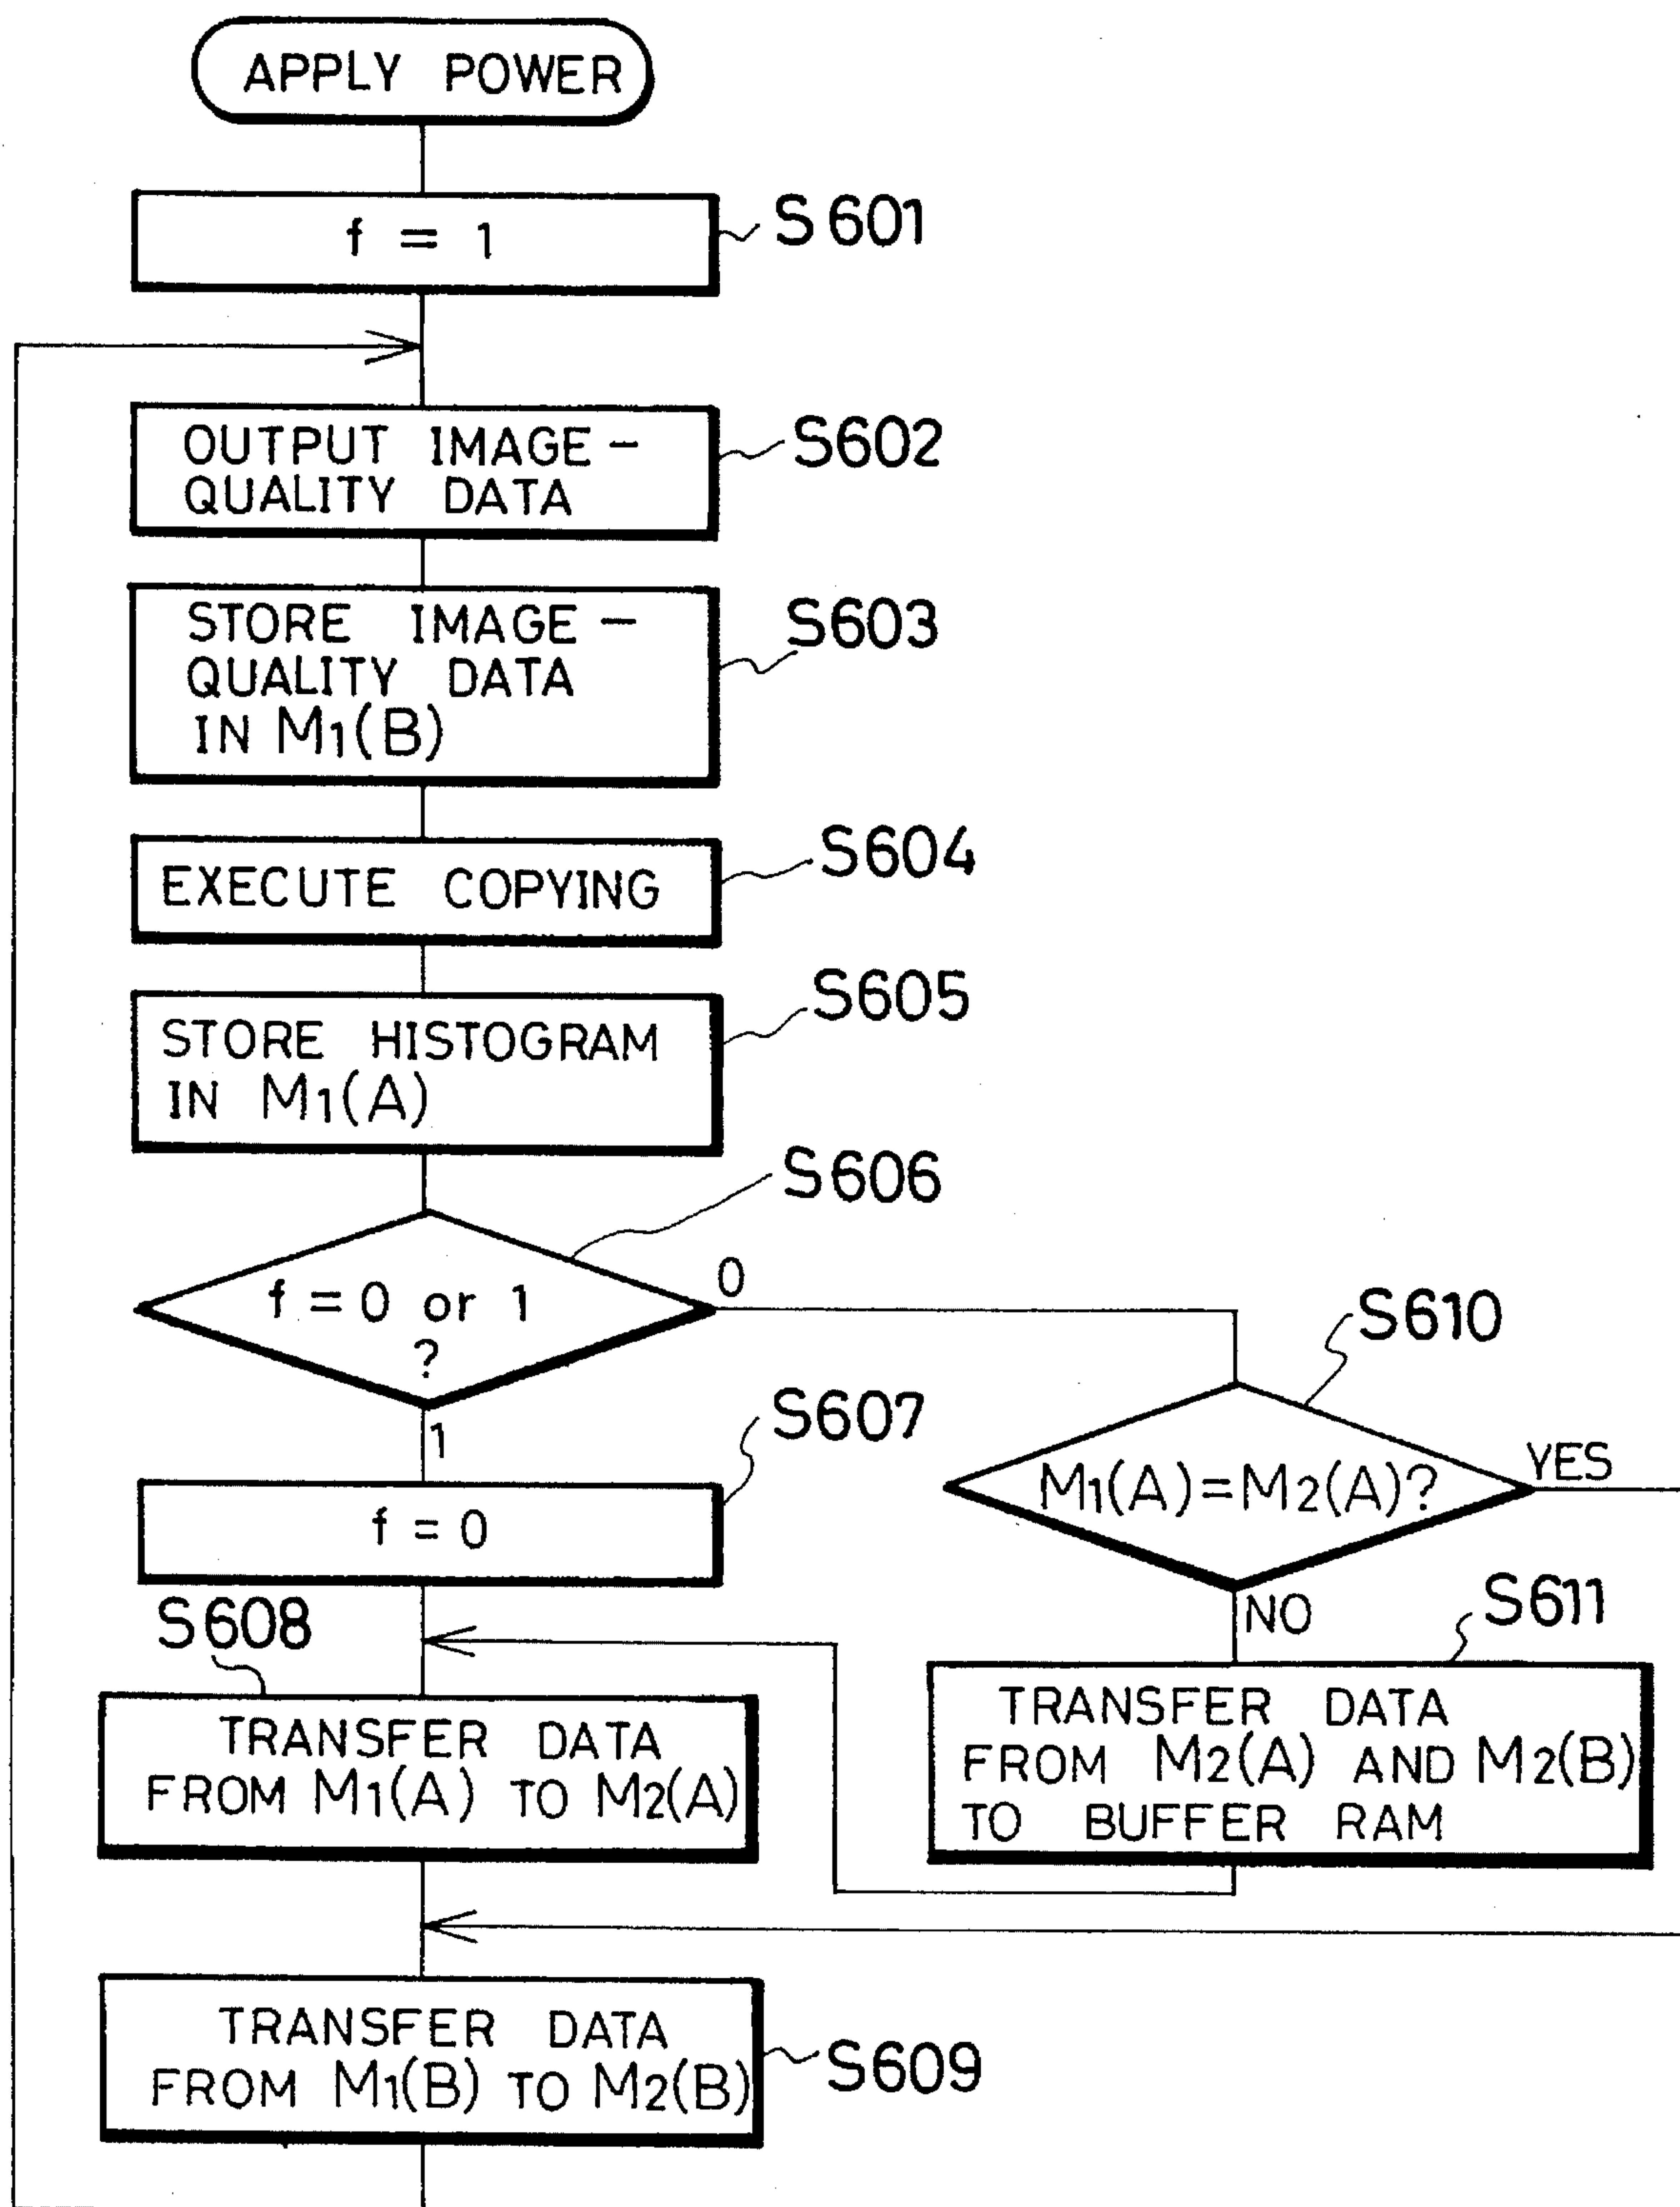 APPLY POWER
f = 1
S601
OUTPUT IMAGE-
QUALITY DATA
S602
STORE IMAGE-
QUALITY DATA
IN M1(B)
S603
EXECUTE COPYING
S604
STORE HISTOGRAM
IN M1(A)
S605
S606
f = 0 or 1
?
0
1
S610
M1(A)=M2(A)?
YES
NO
S607
f = 0
S608
TRANSFER DATA
FROM M1(A) TO M2(A)
S611
TRANSFER DATA
FROM M2(A) AND M2(B)
TO BUFFER RAM
TRANSFER DATA
FROM M1(B) TO M2(B)
S609